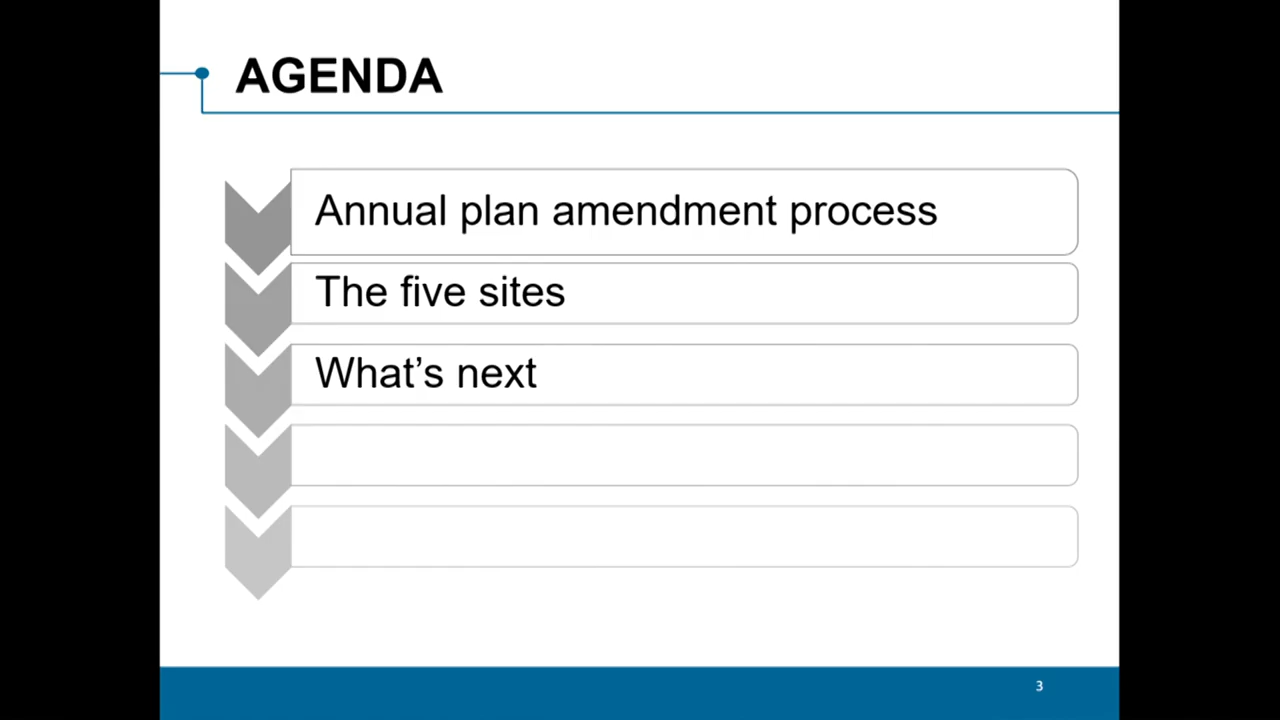 AGENDA
Annual plan amendment process
The five sites
What’s next
3